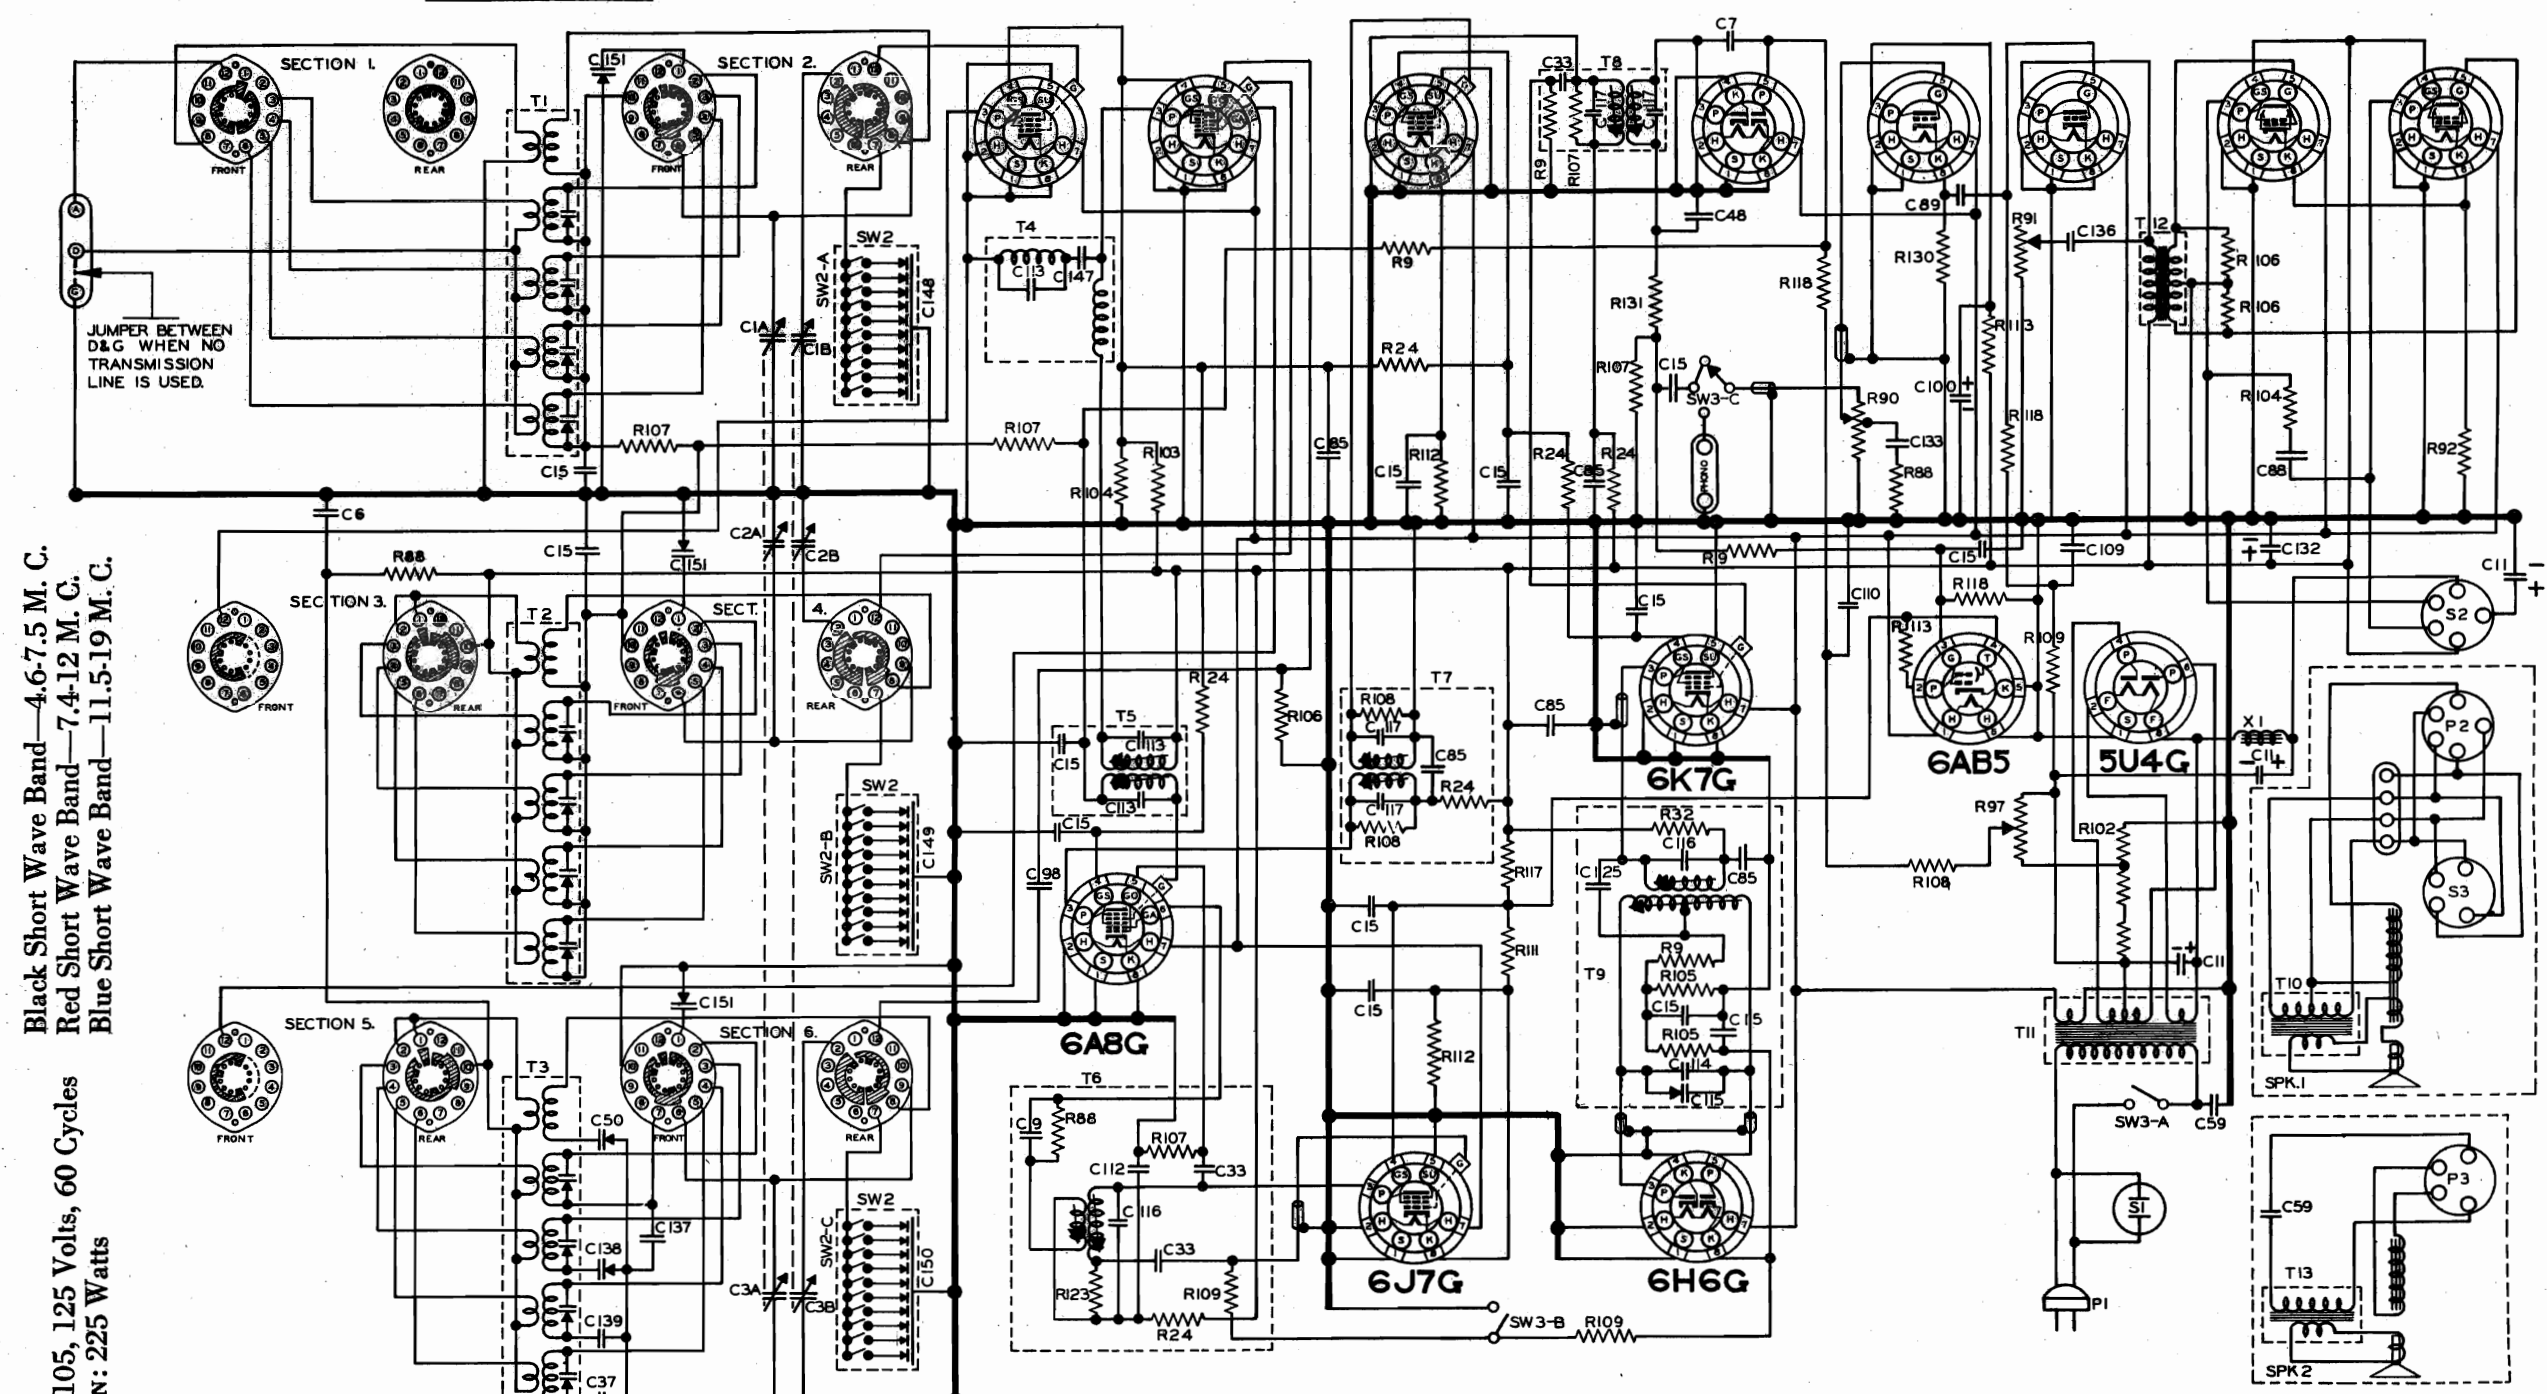 Black Short Wave Band—4.6-7.5 M. C.
Red Short Wave Band—7.4-12 M. C.
Blue Short Wave Band—11.5-19 M. C.
105, 125 Volts, 60 Cycles
N: 225 Watts
SECTION 1.
FRONT
REAR
T1
C151
SECTION 2.
FRONT
REAR
A
D
G
JUMPER BETWEEN
D&G WHEN NO
TRANSMISSION
LINE IS USED.
SW2
SW2-A
C148
C1A
C1B
R107
C15
C6
R88
C15
C151
C2A
C2B
SECTION 3.
FRONT
REAR
T2
SECT. 4.
FRONT
REAR
SW2
SW2-B
C149
C151
SECTION 5.
FRONT
REAR
T3
SECTION 6.
FRONT
REAR
C50
C137
C138
C139
C37
SW2
SW2-C
C150
C3A
C3B
T4
C113
C147
R107
R104
R103
R9
R24
C85
R124
R106
T5
C113
C15
C113
C15
C98
6A8G
T6
C19
R88
R107
C112
C33
C116
C33
R123
R109
R24
C33
T8
C117
C117
R9
R107
C7
C48
R131
R107
C15
SW3-C
PHONO
R118
C15
R112
C15
R24
C85
R24
R9
C15
T7
R108
C117
C85
R24
C117
R108
C85
6K7G
R32
C116
C125
C85
R117
C15
R111
C15
R112
T9
R9
R105
C15
C15
R105
C114
C115
6J7G
6H6G
SW3-B
R109
C89
R130
R91
C136
R113
C100
R90
C133
R88
R118
C15
C109
C110
R118
R113
R109
6AB5
5U4G
R97
R108
R102
T12
R106
R106
R104
C88
R92
C132
C11
S2
X1
C11
C11
T11
SW3-A
C59
S1
P1
P2
S3
T10
SPK.1
P3
C59
T13
SPK2